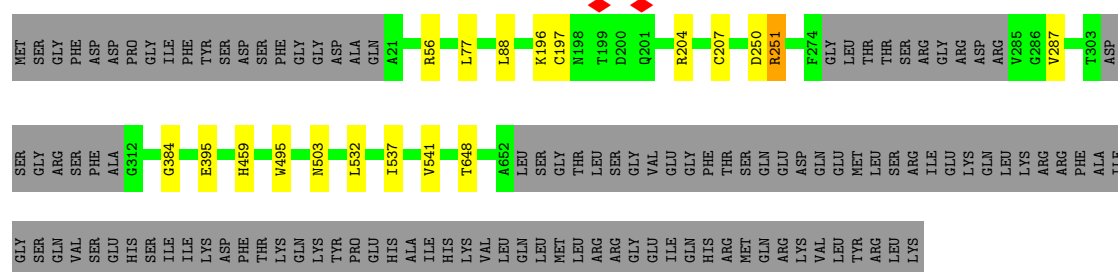 MET SER GLY PHE ASP ASP PRO GLY ILE PHE TYR SER ASP SER PHE GLY GLY ASP ALA GLN A21 R56 L77 L88 K196 C197 N198 T199 D200 Q201 R204 C207 D250 R251 F274 GLY LEU THR THR SER ARG GLY ARG ASP ARG V285 G286 V287 T303 ASP
SER GLY ARG SER PHE ALA G312 G384 E395 H459 W495 N503 L532 I537 V541 T648 A652 LEU SER GLY THR LEU SER GLY VAL GLU GLY PHE THR SER GLN GLU ASP GLN GLU MET LEU SER ARG ILE GLU LYS GLN LEU LYS ARG ARG PHE ALA ILE
GLY SER GLN VAL SER GLU HIS SER ILE ILE LYS ASP PHE THR LYS GLN LYS TYR PRO GLU HIS ALA ILE HIS LYS VAL LEU GLN LEU MET LEU ARG ARG GLY GLU ILE GLN HIS ARG MET GLN ARG LYS VAL LEU TYR ARG LEU LYS